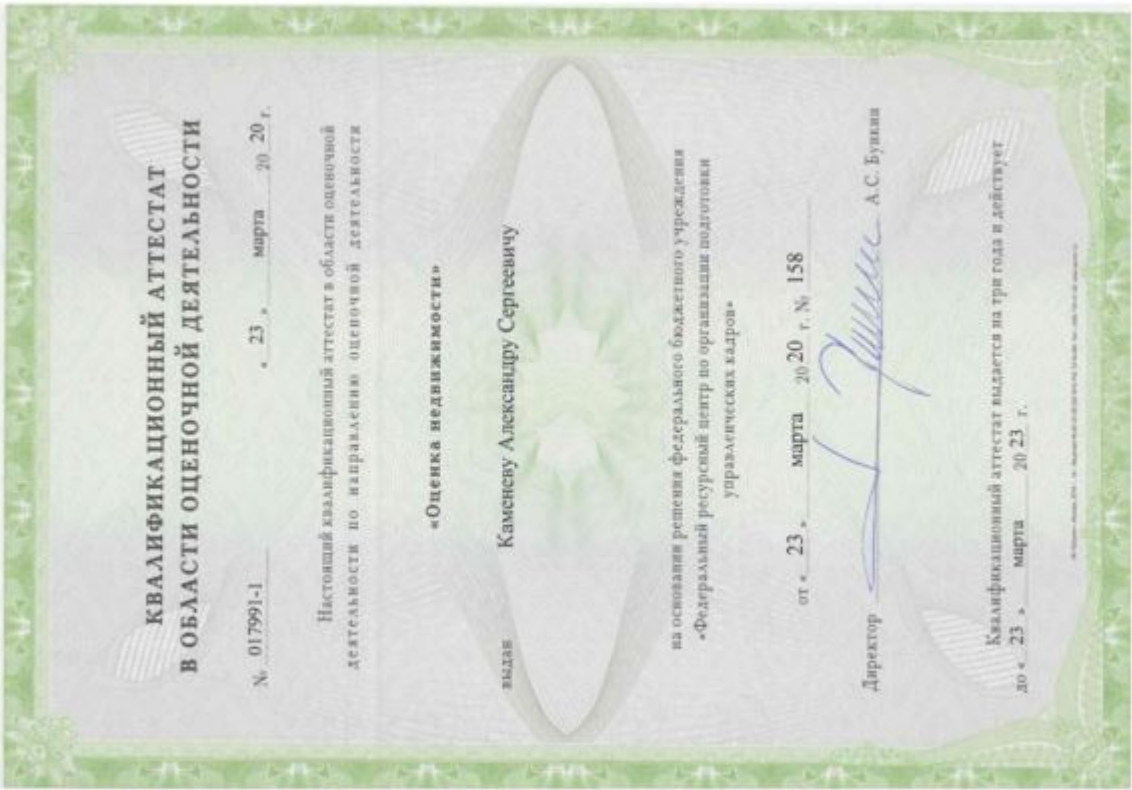 КВАЛИФИКАЦИОННЫЙ АТТЕСТАТ
В ОБЛАСТИ ОЦЕНОЧНОЙ ДЕЯТЕЛЬНОСТИ
№ 017991-1 « 23 » марта 20 20 г.
Настоящий квалификационный аттестат в области оценочной
деятельности по направлению оценочной деятельности
«Оценка недвижимости»
выдан Каменеву Александру Сергеевичу
на основании решения федерального бюджетного учреждения
«Федеральный ресурсный центр по организации подготовки
управленческих кадров»
от « 23 » марта 20 20 г. № 158
Директор А.С. Бункин
Квалификационный аттестат выдается на три года и действует
до « 23 » марта 20 23 г.